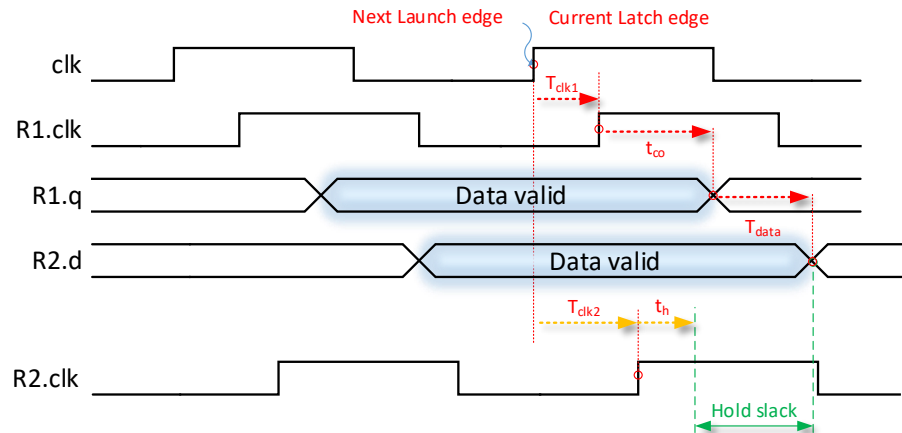 Next Launch edge
Current Latch edge
clk
Tclk1
R1.clk
tco
R1.q
Data valid
Tdata
R2.d
Data valid
Tclk2
th
R2.clk
Hold slack